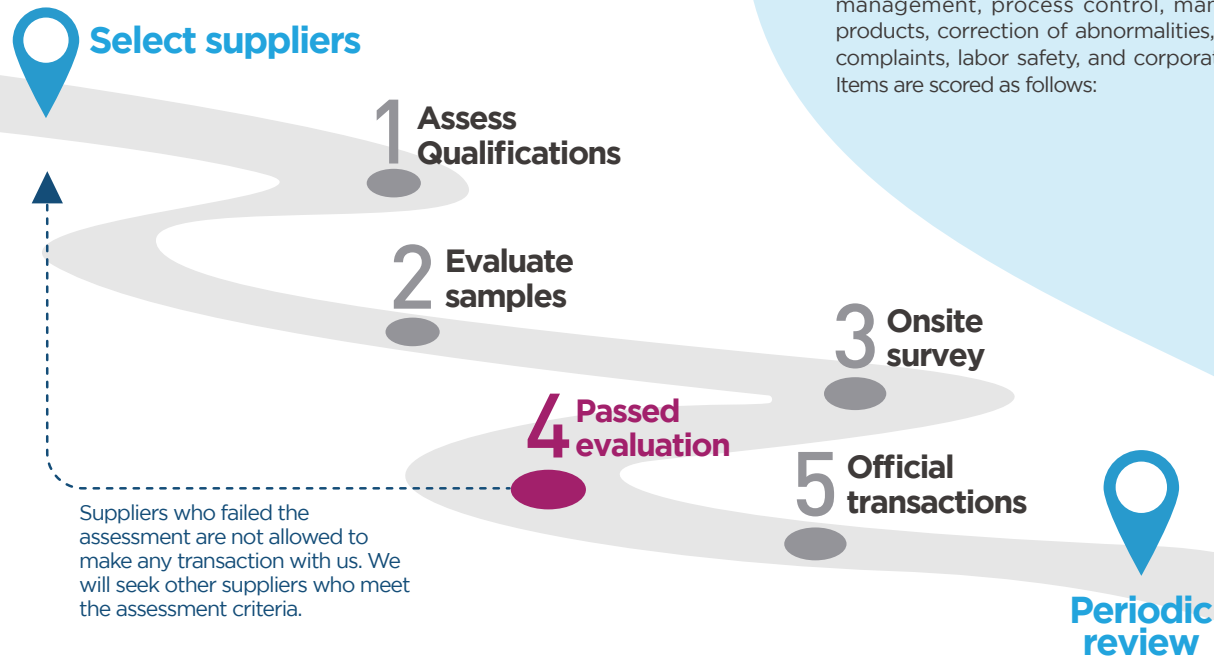 management, process control, man
products, correction of abnormalities,
complaints, labor safety, and corporat
Items are scored as follows:
Select suppliers
1 Assess
Qualifications
2 Evaluate
samples
3 Onsite
survey
4 Passed
evaluation
5 Official
transactions
Suppliers who failed the
assessment are not allowed to
make any transaction with us. We
will seek other suppliers who meet
the assessment criteria.
Periodic
review